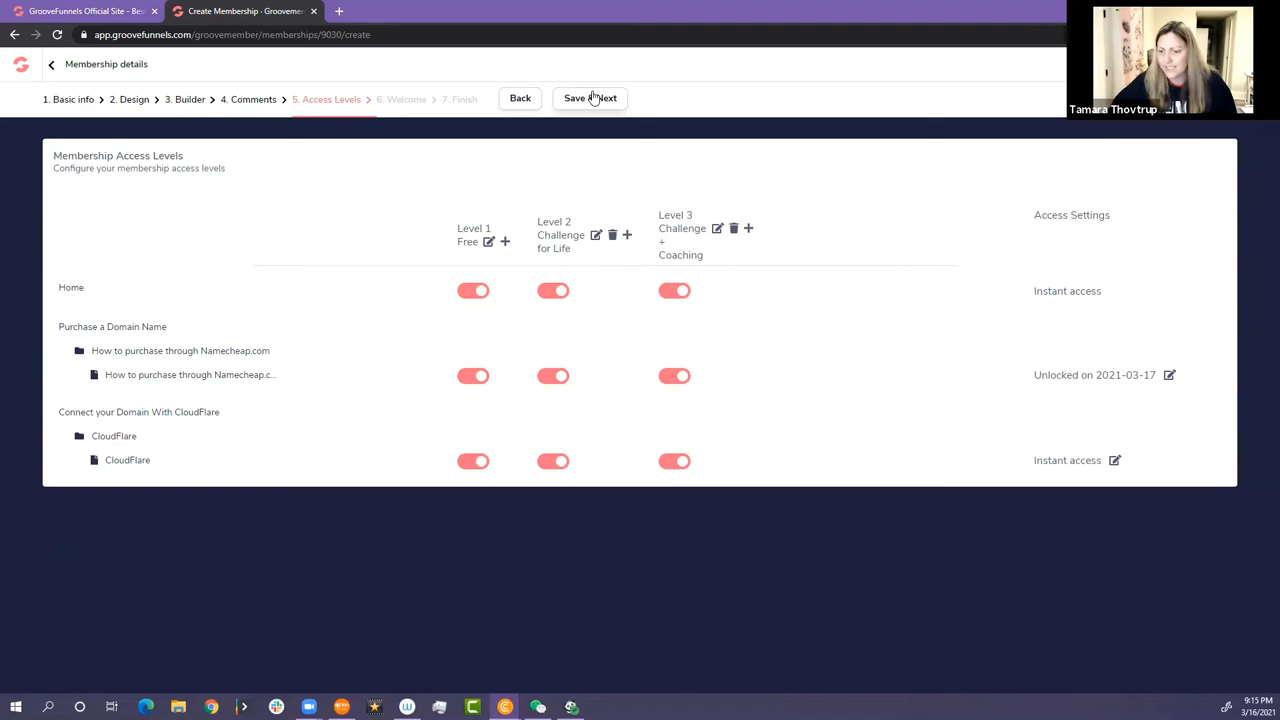 GrooveFunnels Official Site - Bes
Create Membership - Groovemem
app.groovefunnels.com/groovemember/memberships/9030/create
Membership details
1. Basic info > 2. Design > 3. Builder > 4. Comments > 5. Access Levels > 6. Welcome > 7. Finish
Back
Save & Next
Tamara Thovtrup
Membership Access Levels
Configure your membership access levels
Level 1
Free
Level 2
Challenge
for Life
Level 3
Challenge
+
Coaching
Access Settings
Home
Instant access
Purchase a Domain Name
How to purchase through Namecheap.com
How to purchase through Namecheap.c...
Unlocked on 2021-03-17
Connect your Domain With CloudFlare
CloudFlare
CloudFlare
Instant access
9:15 PM
3/16/2021